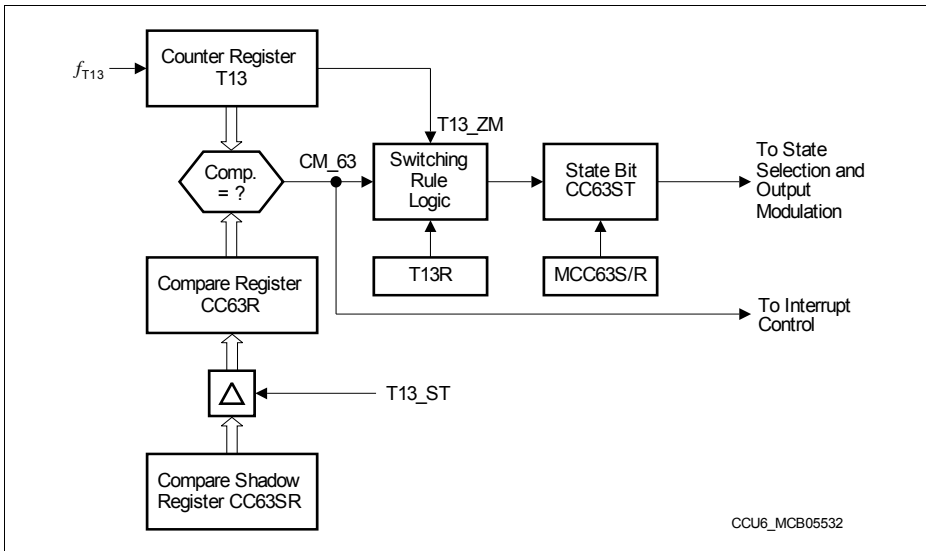 Counter Register
T13
fT13
T13_ZM
Comp.
= ?
CM_63
Switching
Rule
Logic
State Bit
CC63ST
To State
Selection and
Output
Modulation
Compare Register
CC63R
T13R
MCC63S/R
To Interrupt
Control
T13_ST
Compare Shadow
Register CC63SR
CCU6_MCB05532